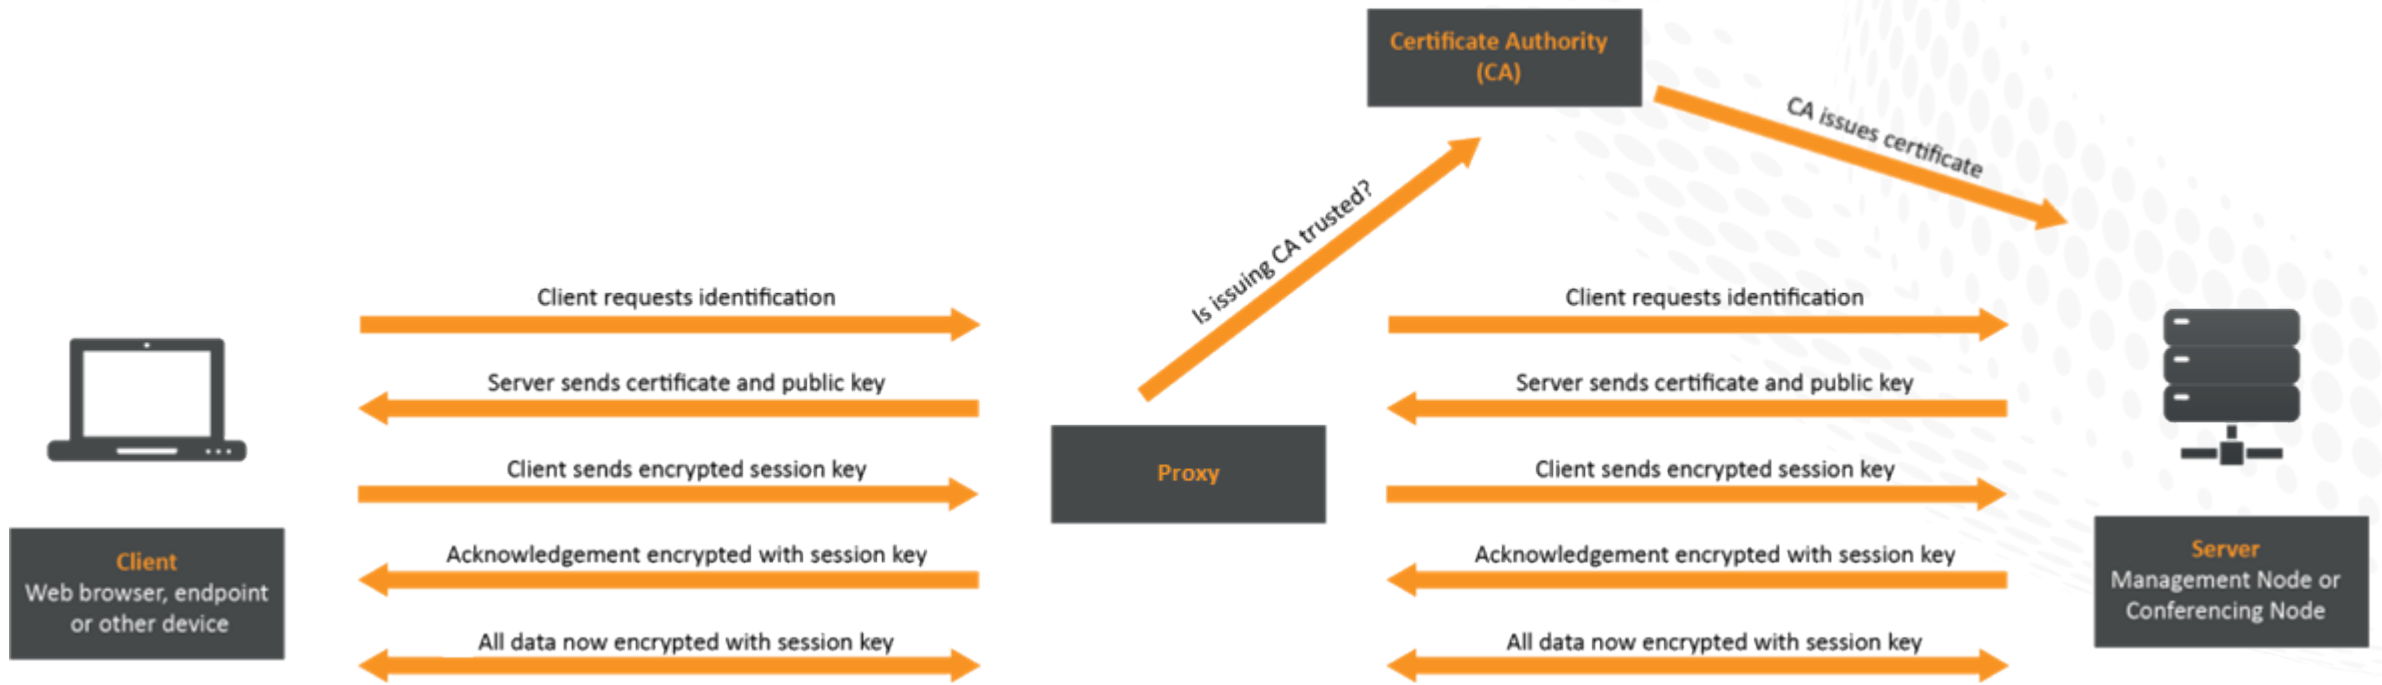 Certificate Authority
(CA)
CA issues certificate
Is issuing CA trusted?
Client requests identification
Server sends certificate and public key
Client sends encrypted session key
Acknowledgement encrypted with session key
All data now encrypted with session key
Client requests identification
Server sends certificate and public key
Client sends encrypted session key
Acknowledgement encrypted with session key
All data now encrypted with session key
Client
Web browser, endpoint
or other device
Proxy
Server
Management Node or
Conferencing Node